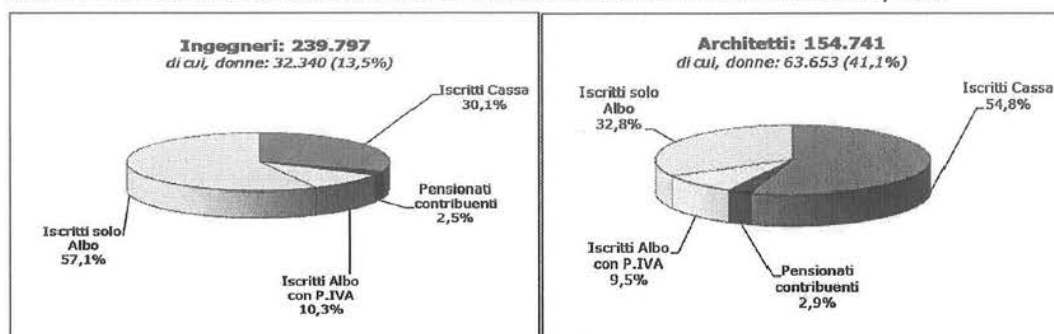 Ingegneri: 239.797
di cui, donne: 32.340 (13,5%)
Iscritti Cassa
30,1%
Pensionati
contribuenti
2,5%
Iscritti Albo
con P.IVA
10,3%
Iscritti solo
Albo
57,1%
Architetti: 154.741
di cui, donne: 63.653 (41,1%)
Iscritti solo
Albo
32,8%
Iscritti Cassa
54,8%
Iscritti Albo
con P.IVA
9,5%
Pensionati
contribuenti
2,9%